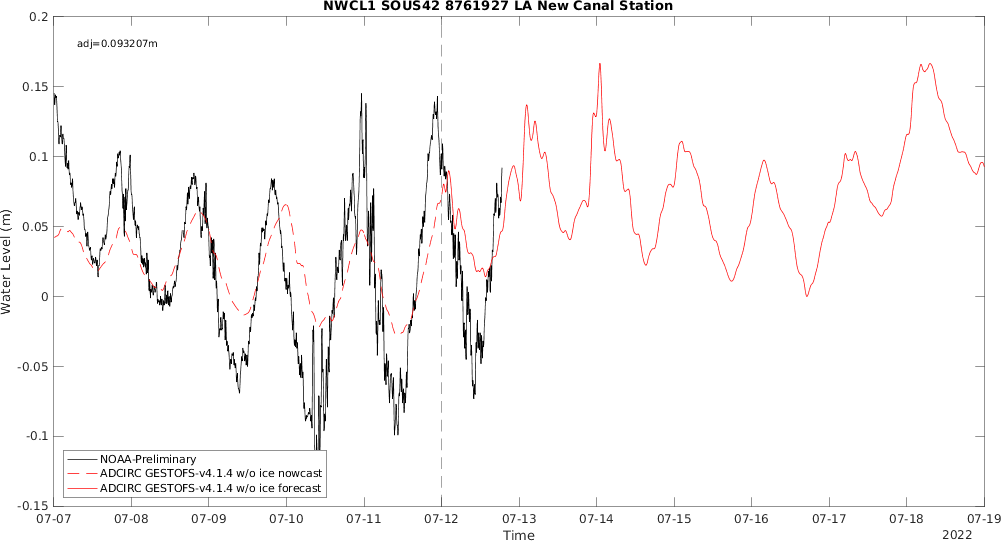 NWCL1 SOUS42 8761927 LA New Canal Station
adj=0.093207m
Water Level (m)
0.2
0.15
0.1
0.05
0
-0.05
-0.1
-0.15
NOAA-Preliminary
ADCIRC GESTOFS-v4.1.4 w/o ice nowcast
ADCIRC GESTOFS-v4.1.4 w/o ice forecast
07-07 07-08 07-09 07-10 07-11 07-12 07-13 07-14 07-15 07-16 07-17 07-18 07-19
Time
2022